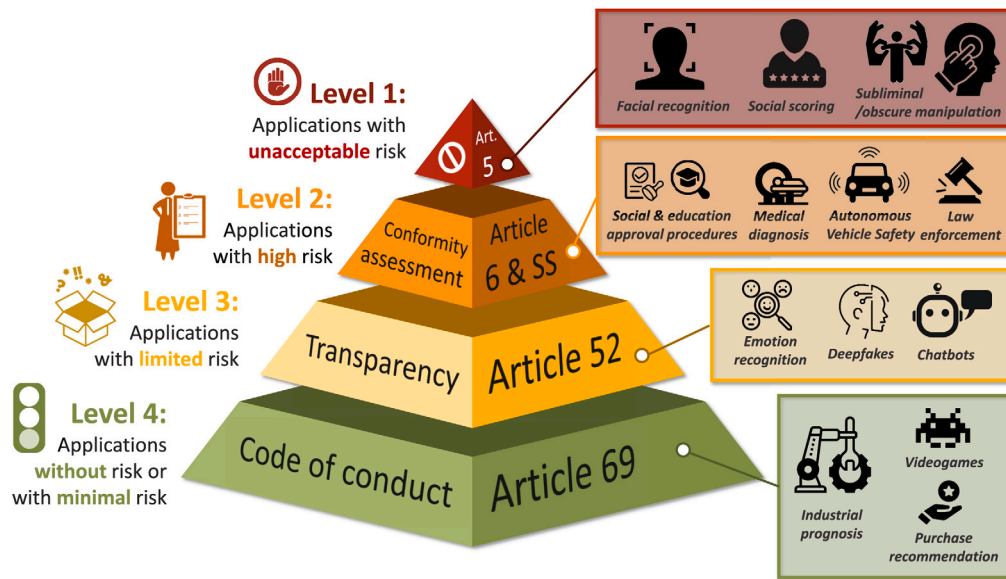 Level 1:
Applications with
unacceptable risk
Art.
5
Facial recognition
Social scoring
Subliminal
/obscure manipulation
Level 2:
Applications
with high risk
Conformity
assessment
Article
6 & SS
Social & education
approval procedures
Medical
diagnosis
Autonomous
Vehicle Safety
Law
enforcement
?!!..*&
Level 3:
Applications
with limited risk
Transparency
Article 52
Emotion
recognition
Deepfakes
Chatbots
Level 4:
Applications
without risk or
with minimal risk
Code of conduct
Article 69
Industrial
prognosis
Videogames
Purchase
recommendation